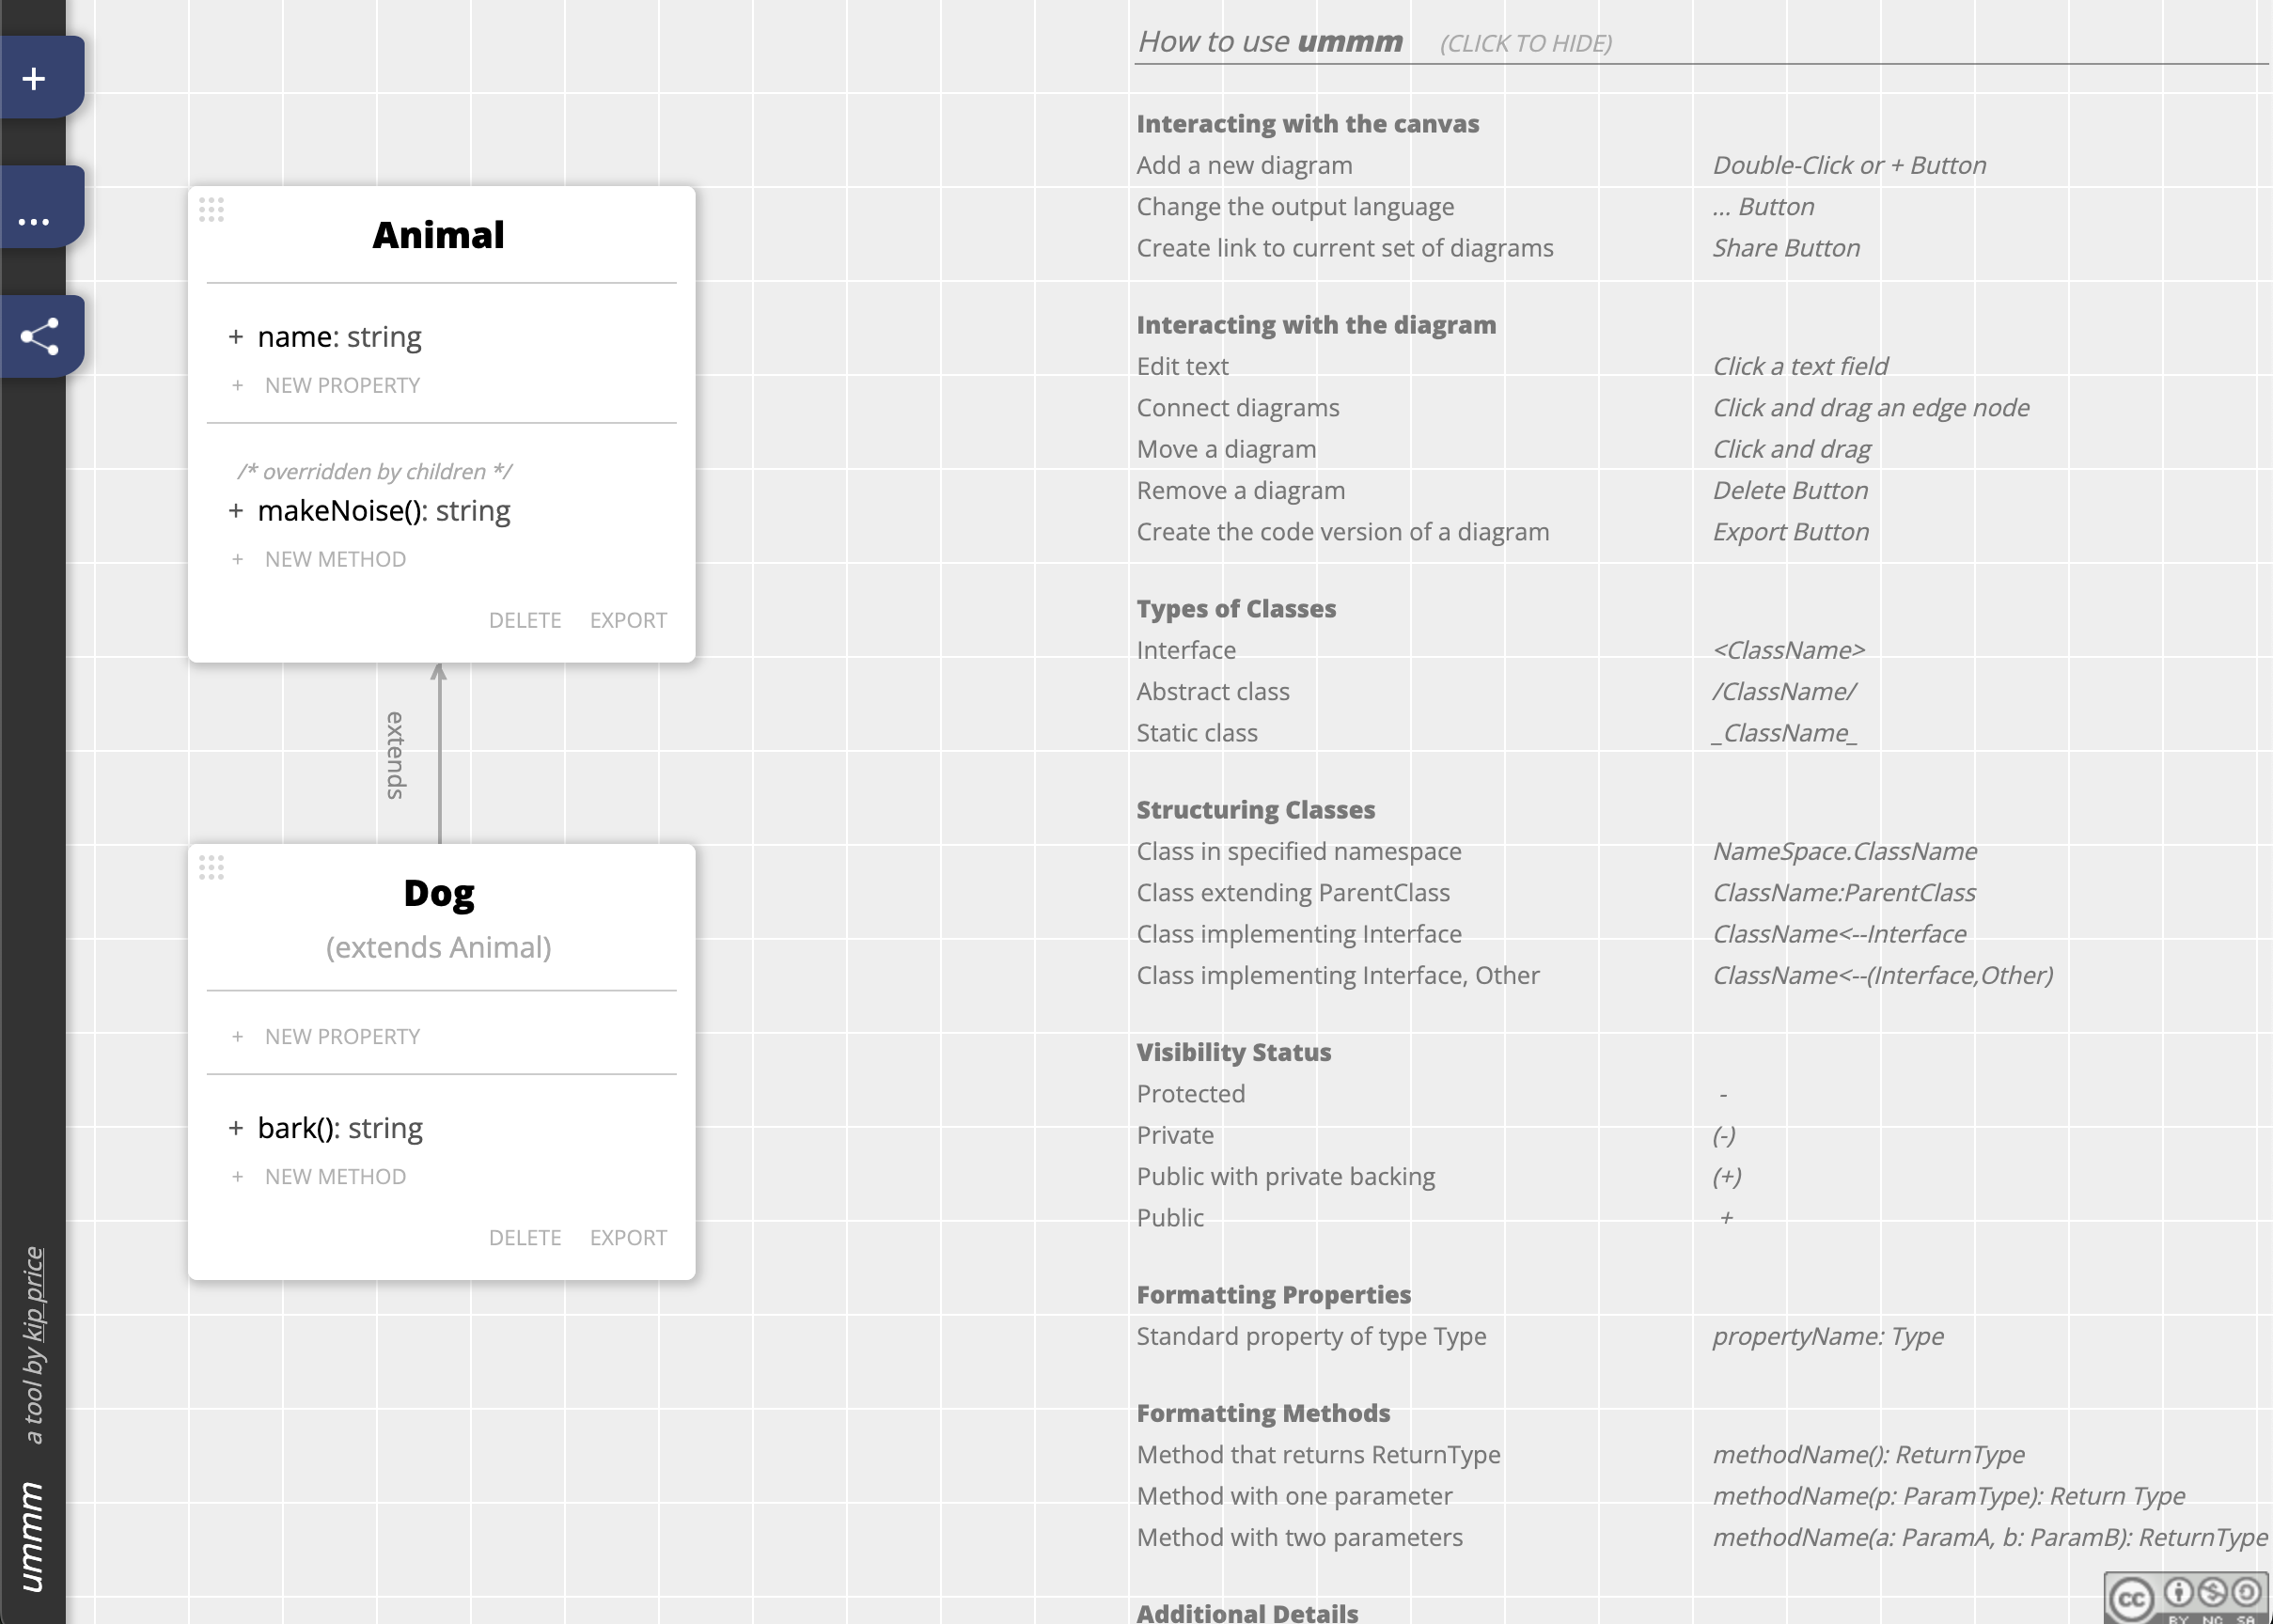 +
...
ummm a tool by kip price
Animal
+ name: string
+ NEW PROPERTY
/* overridden by children */
+ makeNoise(): string
+ NEW METHOD
DELETE EXPORT
extends
Dog
(extends Animal)
+ NEW PROPERTY
+ bark(): string
+ NEW METHOD
DELETE EXPORT
How to use ummm (CLICK TO HIDE)
Interacting with the canvas
Add a new diagram Double-Click or + Button
Change the output language ... Button
Create link to current set of diagrams Share Button
Interacting with the diagram
Edit text Click a text field
Connect diagrams Click and drag an edge node
Move a diagram Click and drag
Remove a diagram Delete Button
Create the code version of a diagram Export Button
Types of Classes
Interface <ClassName>
Abstract class /ClassName/
Static class _ClassName_
Structuring Classes
Class in specified namespace NameSpace.ClassName
Class extending ParentClass ClassName:ParentClass
Class implementing Interface ClassName<--Interface
Class implementing Interface, Other ClassName<--(Interface,Other)
Visibility Status
Protected -
Private (-)
Public with private backing (+)
Public +
Formatting Properties
Standard property of type Type propertyName: Type
Formatting Methods
Method that returns ReturnType methodName(): ReturnType
Method with one parameter methodName(p: ParamType): Return Type
Method with two parameters methodName(a: ParamA, b: ParamB): ReturnType
Additional Details
cc
BY NC SA